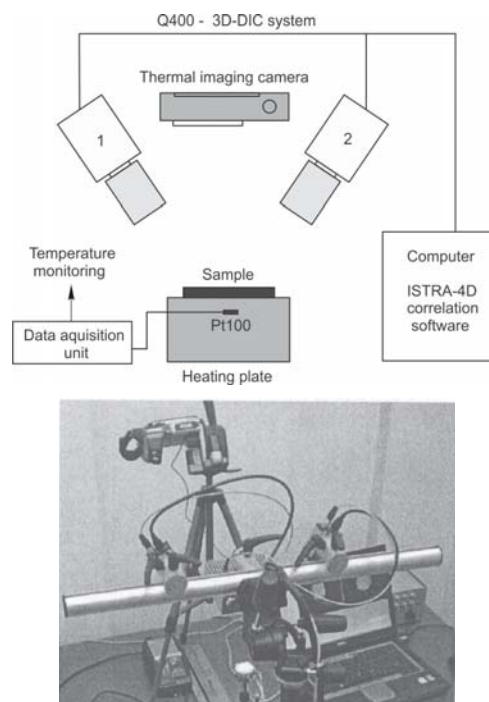 Q400 - 3D-DIC system
Thermal imaging camera
1
2
Temperature
monitoring
Sample
Computer
ISTRA-4D
correlation
software
Data aquisition
unit
Pt100
Heating plate